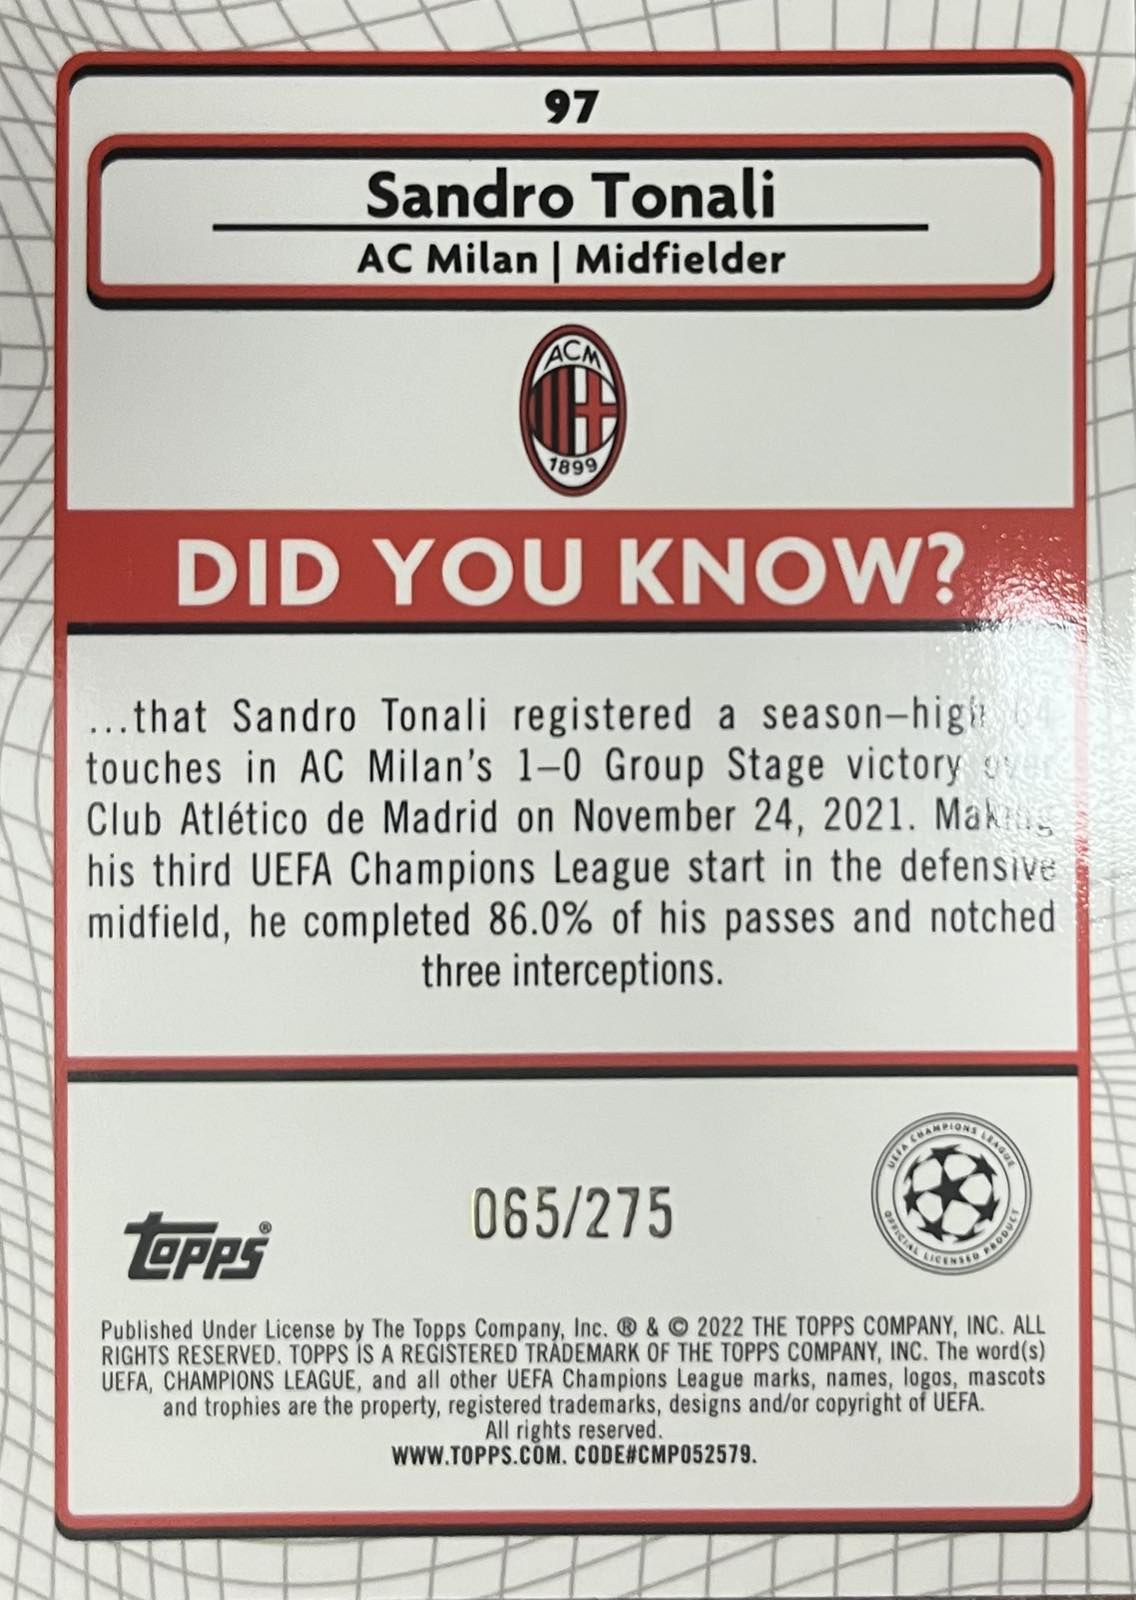 97
Sandro Tonali
AC Milan | Midfielder
ACM
1899
DID YOU KNOW?
...that Sandro Tonali registered a season–high 64
touches in AC Milan's 1–0 Group Stage victory over
Club Atlético de Madrid on November 24, 2021. Making
his third UEFA Champions League start in the defensive
midfield, he completed 86.0% of his passes and notched
three interceptions.
UEFA CHAMPIONS LEAGUE
OFFICIAL LICENSED PRODUCT
065/275
Topps®
Published Under License by The Topps Company, Inc. ® & © 2022 THE TOPPS COMPANY, INC. ALL
RIGHTS RESERVED. TOPPS IS A REGISTERED TRADEMARK OF THE TOPPS COMPANY, INC. The word(s)
UEFA, CHAMPIONS LEAGUE, and all other UEFA Champions League marks, names, logos, mascots
and trophies are the property, registered trademarks, designs and/or copyright of UEFA.
All rights reserved.
WWW.TOPPS.COM. CODE#CMP052579.